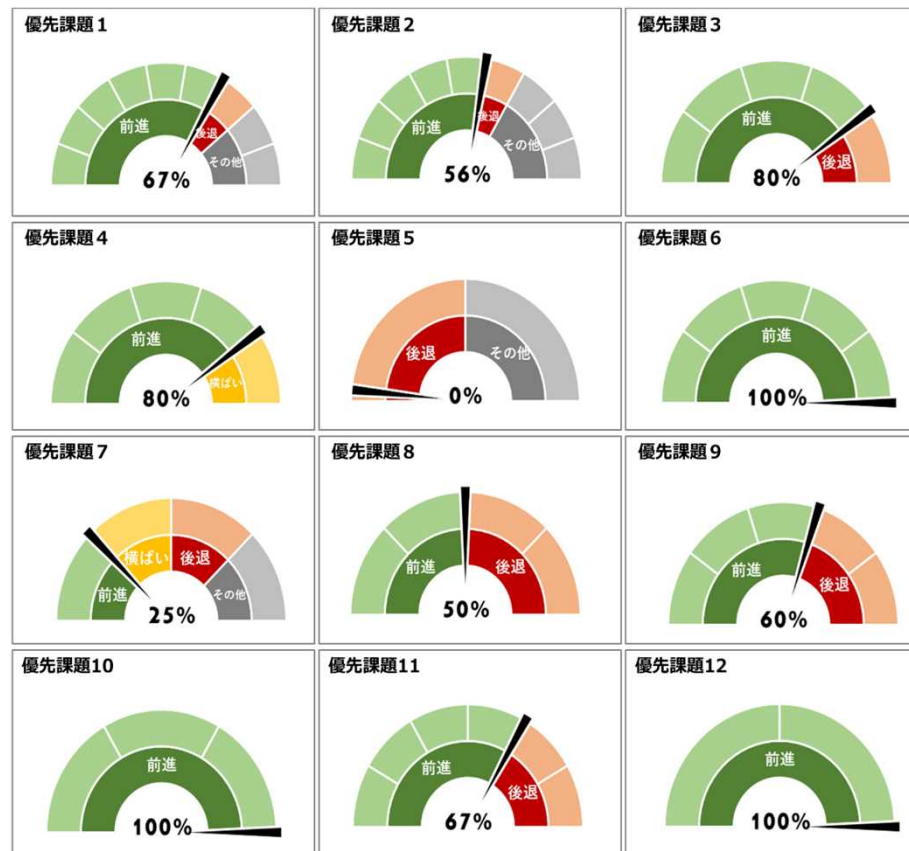 優先課題1
前進
後退
その他
67%
優先課題2
前進
後退
その他
56%
優先課題3
前進
後退
80%
優先課題4
前進
横ばい
80%
優先課題5
後退
その他
0%
優先課題6
前進
100%
優先課題7
横ばい
後退
前進
その他
25%
優先課題8
前進
後退
50%
優先課題9
前進
後退
60%
優先課題10
前進
100%
優先課題11
前進
後退
67%
優先課題12
前進
100%